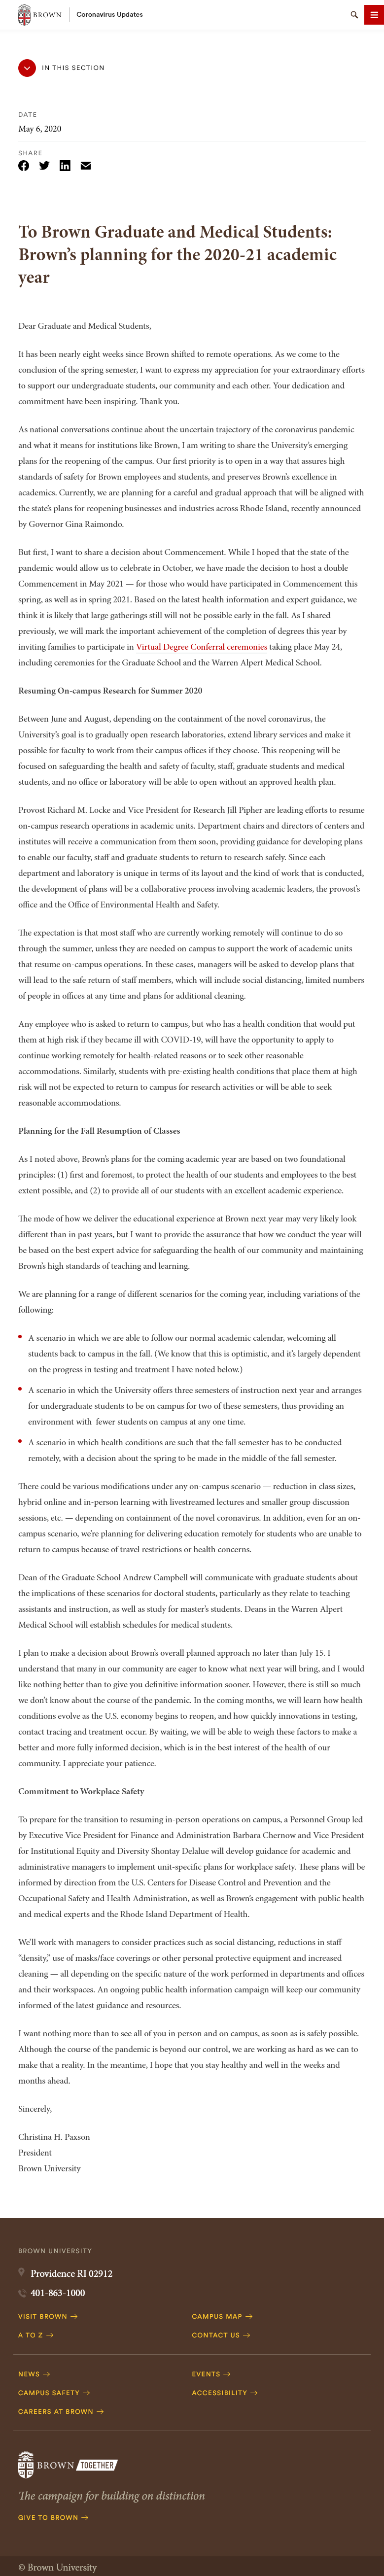 BROWN
Coronavirus Updates
IN THIS SECTION
DATE
May 6, 2020
SHARE
To Brown Graduate and Medical Students:
Brown’s planning for the 2020-21 academic
year
Dear Graduate and Medical Students,
It has been nearly eight weeks since Brown shifted to remote operations. As we come to the
conclusion of the spring semester, I want to express my appreciation for your extraordinary efforts
to support our undergraduate students, our community and each other. Your dedication and
commitment have been inspiring. Thank you.
As national conversations continue about the uncertain trajectory of the coronavirus pandemic
and what it means for institutions like Brown, I am writing to share the University’s emerging
plans for the reopening of the campus. Our first priority is to open in a way that assures high
standards of safety for Brown employees and students, and preserves Brown’s excellence in
academics. Currently, we are planning for a careful and gradual approach that will be aligned with
the state’s plans for reopening businesses and industries across Rhode Island, recently announced
by Governor Gina Raimondo.
But first, I want to share a decision about Commencement. While I hoped that the state of the
pandemic would allow us to celebrate in October, we have made the decision to host a double
Commencement in May 2021 — for those who would have participated in Commencement this
spring, as well as in spring 2021. Based on the latest health information and expert guidance, we
think it is likely that large gatherings still will not be possible early in the fall. As I shared
previously, we will mark the important achievement of the completion of degrees this year by
inviting families to participate in Virtual Degree Conferral ceremonies taking place May 24,
including ceremonies for the Graduate School and the Warren Alpert Medical School.
Resuming On-campus Research for Summer 2020
Between June and August, depending on the containment of the novel coronavirus, the
University’s goal is to gradually open research laboratories, extend library services and make it
possible for faculty to work from their campus offices if they choose. This reopening will be
focused on safeguarding the health and safety of faculty, staff, graduate students and medical
students, and no office or laboratory will be able to open without an approved health plan.
Provost Richard M. Locke and Vice President for Research Jill Pipher are leading efforts to resume
on-campus research operations in academic units. Department chairs and directors of centers and
institutes will receive a communication from them soon, providing guidance for developing plans
to enable our faculty, staff and graduate students to return to research safely. Since each
department and laboratory is unique in terms of its layout and the kind of work that is conducted,
the development of plans will be a collaborative process involving academic leaders, the provost’s
office and the Office of Environmental Health and Safety.
The expectation is that most staff who are currently working remotely will continue to do so
through the summer, unless they are needed on campus to support the work of academic units
that resume on-campus operations. In these cases, managers will be asked to develop plans that
will lead to the safe return of staff members, which will include social distancing, limited numbers
of people in offices at any time and plans for additional cleaning.
Any employee who is asked to return to campus, but who has a health condition that would put
them at high risk if they became ill with COVID-19, will have the opportunity to apply to
continue working remotely for health-related reasons or to seek other reasonable
accommodations. Similarly, students with pre-existing health conditions that place them at high
risk will not be expected to return to campus for research activities or will be able to seek
reasonable accommodations.
Planning for the Fall Resumption of Classes
As I noted above, Brown’s plans for the coming academic year are based on two foundational
principles: (1) first and foremost, to protect the health of our students and employees to the best
extent possible, and (2) to provide all of our students with an excellent academic experience.
The mode of how we deliver the educational experience at Brown next year may very likely look
different than in past years, but I want to provide the assurance that how we conduct the year will
be based on the best expert advice for safeguarding the health of our community and maintaining
Brown’s high standards of teaching and learning.
We are planning for a range of different scenarios for the coming year, including variations of the
following:
A scenario in which we are able to follow our normal academic calendar, welcoming all
students back to campus in the fall. (We know that this is optimistic, and it’s largely dependent
on the progress in testing and treatment I have noted below.)
A scenario in which the University offers three semesters of instruction next year and arranges
for undergraduate students to be on campus for two of these semesters, thus providing an
environment with fewer students on campus at any one time.
A scenario in which health conditions are such that the fall semester has to be conducted
remotely, with a decision about the spring to be made in the middle of the fall semester.
There could be various modifications under any on-campus scenario — reduction in class sizes,
hybrid online and in-person learning with livestreamed lectures and smaller group discussion
sessions, etc. — depending on containment of the novel coronavirus. In addition, even for an on-
campus scenario, we’re planning for delivering education remotely for students who are unable to
return to campus because of travel restrictions or health concerns.
Dean of the Graduate School Andrew Campbell will communicate with graduate students about
the implications of these scenarios for doctoral students, particularly as they relate to teaching
assistants and instruction, as well as study for master’s students. Deans in the Warren Alpert
Medical School will establish schedules for medical students.
I plan to make a decision about Brown’s overall planned approach no later than July 15. I
understand that many in our community are eager to know what next year will bring, and I would
like nothing better than to give you definitive information sooner. However, there is still so much
we don’t know about the course of the pandemic. In the coming months, we will learn how health
conditions evolve as the U.S. economy begins to reopen, and how quickly innovations in testing,
contact tracing and treatment occur. By waiting, we will be able to weigh these factors to make a
better and more fully informed decision, which is in the best interest of the health of our
community. I appreciate your patience.
Commitment to Workplace Safety
To prepare for the transition to resuming in-person operations on campus, a Personnel Group led
by Executive Vice President for Finance and Administration Barbara Chernow and Vice President
for Institutional Equity and Diversity Shontay Delalue will develop guidance for academic and
administrative managers to implement unit-specific plans for workplace safety. These plans will be
informed by direction from the U.S. Centers for Disease Control and Prevention and the
Occupational Safety and Health Administration, as well as Brown’s engagement with public health
and medical experts and the Rhode Island Department of Health.
We’ll work with managers to consider practices such as social distancing, reductions in staff
“density,” use of masks/face coverings or other personal protective equipment and increased
cleaning — all depending on the specific nature of the work performed in departments and offices
and their workspaces. An ongoing public health information campaign will keep our community
informed of the latest guidance and resources.
I want nothing more than to see all of you in person and on campus, as soon as is safely possible.
Although the course of the pandemic is beyond our control, we are working as hard as we can to
make that a reality. In the meantime, I hope that you stay healthy and well in the weeks and
months ahead.
Sincerely,
Christina H. Paxson
President
Brown University
BROWN UNIVERSITY
Providence RI 02912
401-863-1000
VISIT BROWN
CAMPUS MAP
A TO Z
CONTACT US
NEWS
EVENTS
CAMPUS SAFETY
ACCESSIBILITY
CAREERS AT BROWN
BROWN TOGETHER
The campaign for building on distinction
GIVE TO BROWN
© Brown University